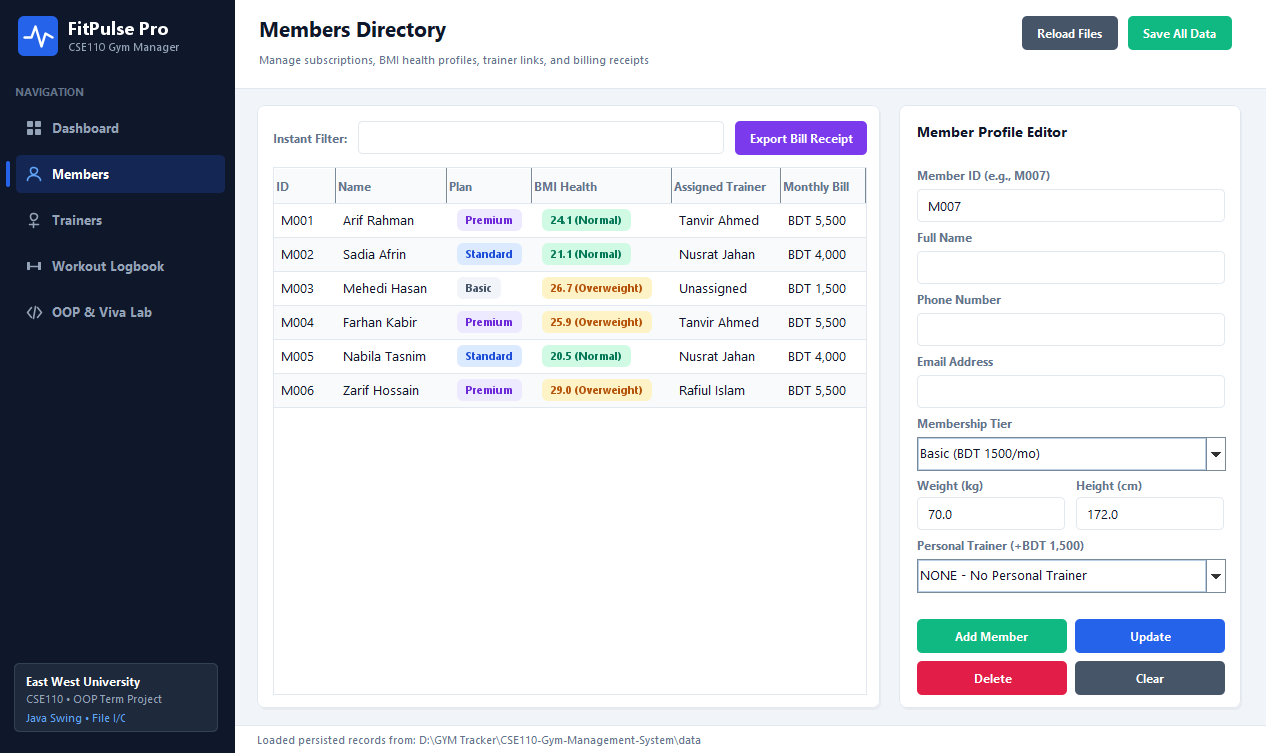 FitPulse Pro
CSE110 Gym Manager
NAVIGATION
Dashboard
Members
Trainers
Workout Logbook
OOP & Viva Lab
East West University
CSE110 • OOP Term Project
Java Swing • File I/C
Members Directory
Manage subscriptions, BMI health profiles, trainer links, and billing receipts
Reload Files
Save All Data
Instant Filter:
Export Bill Receipt
ID Name Plan BMI Health Assigned Trainer Monthly Bill
M001 Arif Rahman Premium 24.1 (Normal) Tanvir Ahmed BDT 5,500
M002 Sadia Afrin Standard 21.1 (Normal) Nusrat Jahan BDT 4,000
M003 Mehedi Hasan Basic 26.7 (Overweight) Unassigned BDT 1,500
M004 Farhan Kabir Premium 25.9 (Overweight) Tanvir Ahmed BDT 5,500
M005 Nabila Tasnim Standard 20.5 (Normal) Nusrat Jahan BDT 4,000
M006 Zarif Hossain Premium 29.0 (Overweight) Rafiul Islam BDT 5,500
Member Profile Editor
Member ID (e.g., M007)
M007
Full Name
Phone Number
Email Address
Membership Tier
Basic (BDT 1500/mo)
Weight (kg) Height (cm)
70.0 172.0
Personal Trainer (+BDT 1,500)
NONE - No Personal Trainer
Add Member Update
Delete Clear
Loaded persisted records from: D:\GYM Tracker\CSE110-Gym-Management-System\data